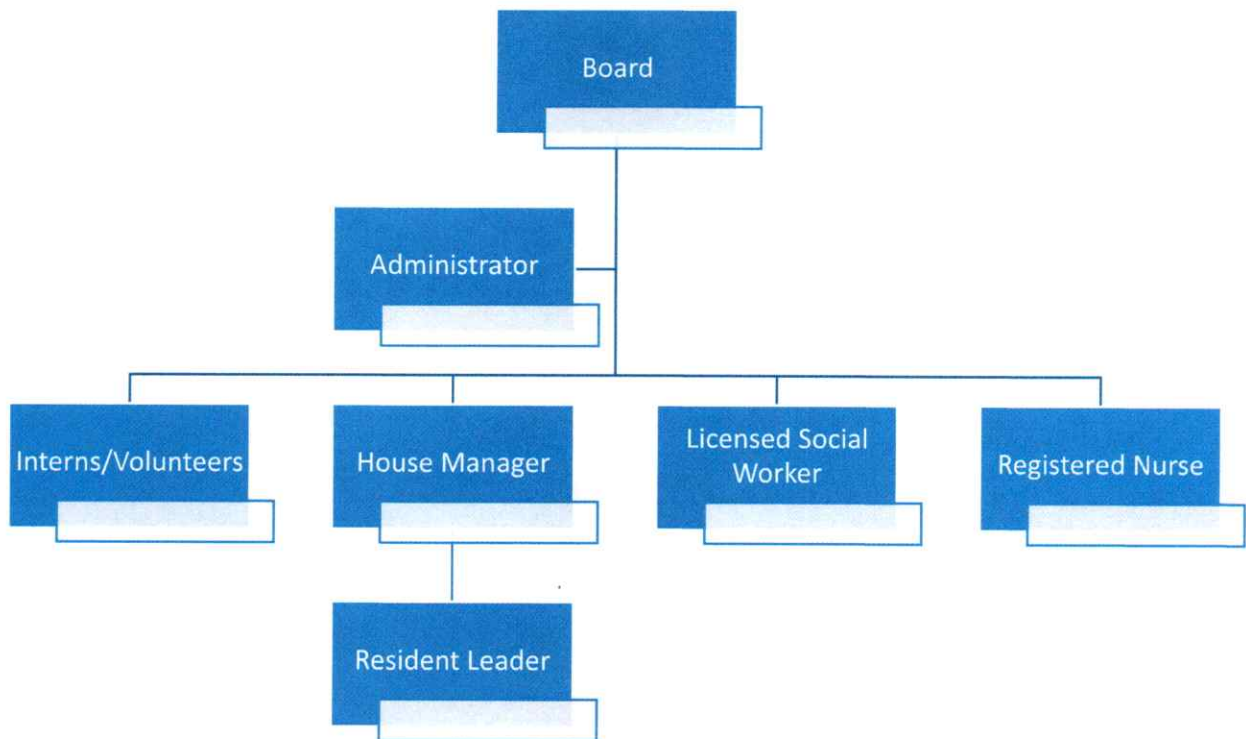 Board
Administrator
Interns/Volunteers
House Manager
Licensed Social
Worker
Registered Nurse
Resident Leader